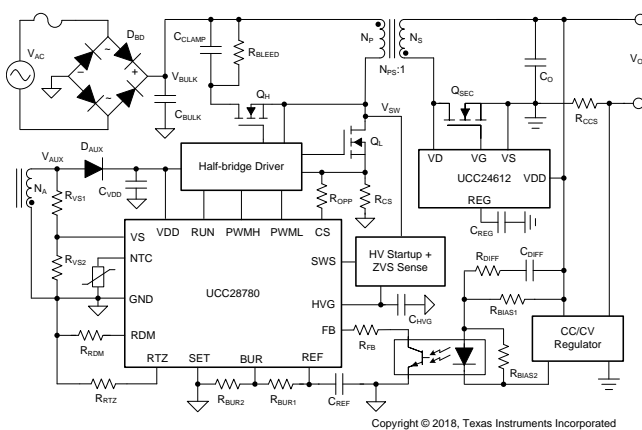 DBD
VAC
~
~
−
+
VBULK
CBULK
CCLAMP
RBLEED
QH
NP
NS
NPS:1
VSW
QL
QSEC
CO
VO
RCCS
VD
VG
VS
VDD
UCC24612
REG
CREG
VAUX
DAUX
NA
RVS1
CVDD
Half-bridge Driver
ROPP
RCS
RVS2
VDD
RUN
PWMH
PWML
CS
VS
NTC
GND
RDM
RTZ
SET
BUR
REF
FB
HVG
SWS
UCC28780
HV Startup +
ZVS Sense
CHVG
RRDM
RRTZ
RBUR2
RBUR1
CREF
RFB
RDIFF
CDIFF
RBIAS1
RBIAS2
CC/CV
Regulator
Copyright © 2018, Texas Instruments Incorporated